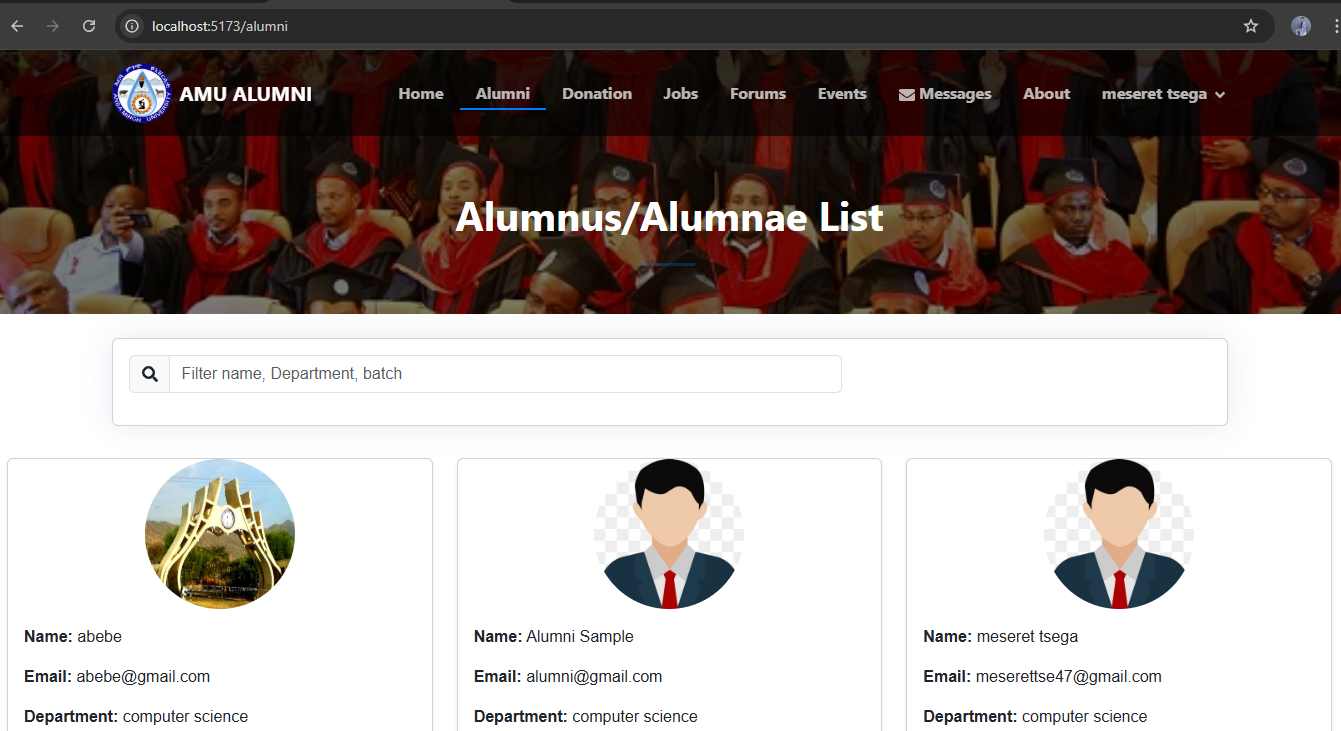 localhost:5173/alumni
AMU ALUMNI
Home Alumni Donation Jobs Forums Events Messages About meseret tsega
Alumnus/Alumnae List
Filter name, Department, batch
Name: abebe
Email: abebe@gmail.com
Department: computer science
Name: Alumni Sample
Email: alumni@gmail.com
Department: computer science
Name: meseret tsega
Email: meserettse47@gmail.com
Department: computer science